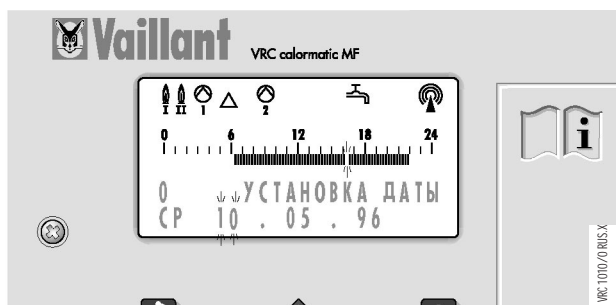 Vaillant VRC calormatic MF
I II 1 2
0 6 12 18 24
0 УСТАНОВКА ДАТЫ
СР 10 . 05 . 96
i
VRC 1010/0 RUS.X